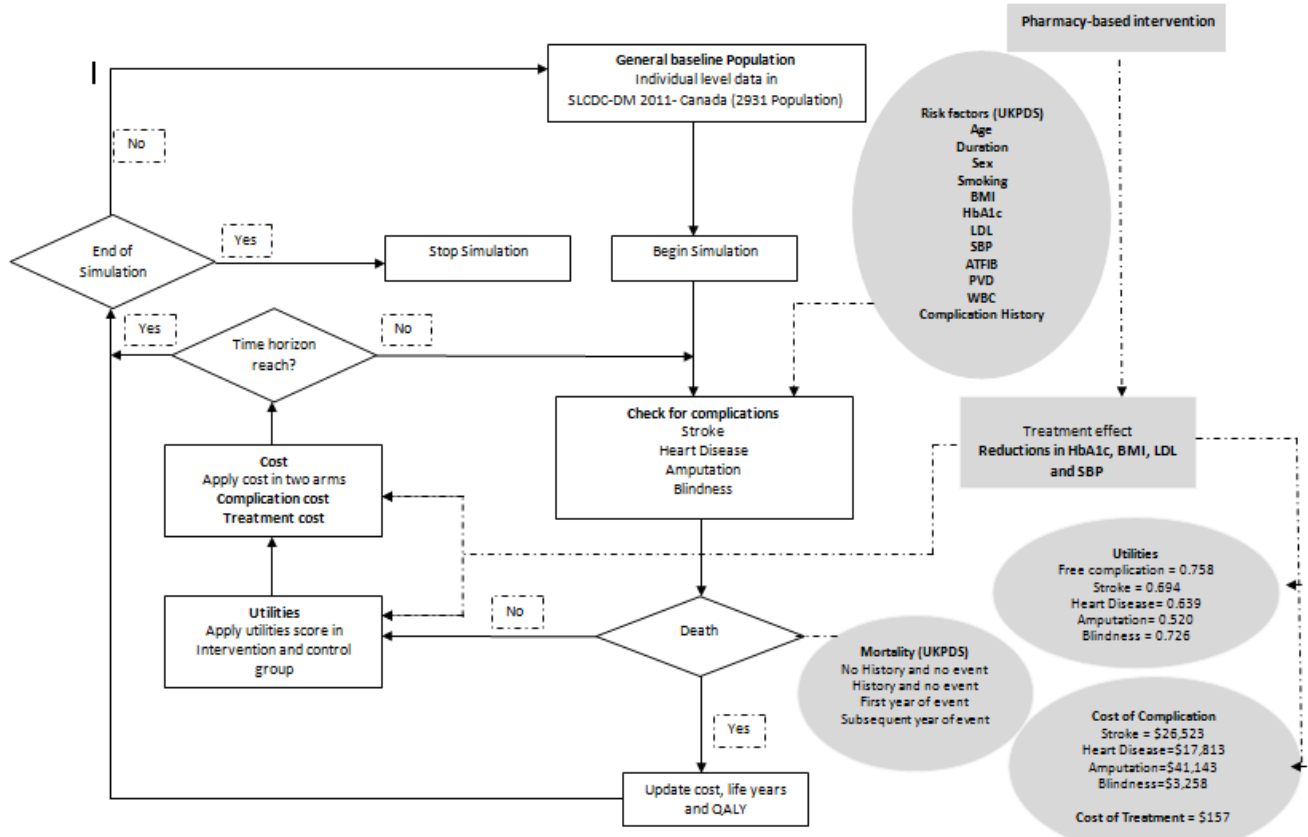 Pharmacy-based intervention
General baseline Population
Individual level data in
SLCDC-DM 2011- Canada (2931 Population)
Risk factors (UKPDS)
Age
Duration
Sex
Smoking
BMI
HbA1c
LDL
SBP
ATFIB
PVD
WBC
Complication History
No
End of
Simulation
Yes
Stop Simulation
Begin Simulation
Yes
Time horizon
reach?
No
Check for complications
Stroke
Heart Disease
Amputation
Blindness
Treatment effect
Reductions in HbA1c, BMI, LDL
and SBP
Cost
Apply cost in two arms
Complication cost
Treatment cost
Utilities
Free complication = 0.758
Stroke = 0.694
Heart Disease= 0.639
Amputation= 0.520
Blindness = 0.726
Utilities
Apply utilities score in
Intervention and control
group
No
Death
Mortality (UKPDS)
No History and no event
History and no event
First year of event
Subsequent year of event
Yes
Cost of Complication
Stroke = $26,523
Heart Disease=$17,813
Amputation=$41,143
Blindness=$3,258
Cost of Treatment = $157
Update cost, life years
and QALY